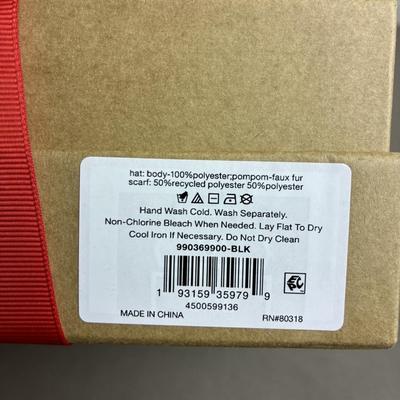 hat: body-100%polyester;pompom-faux fur
scarf: 50%recycled polyester 50%polyester
Hand Wash Cold. Wash Separately.
Non-Chlorine Bleach When Needed. Lay Flat To Dry
Cool Iron If Necessary. Do Not Dry Clean
990369900-BLK
1 93159 35979 9
4500599136
MADE IN CHINA
RN#80318